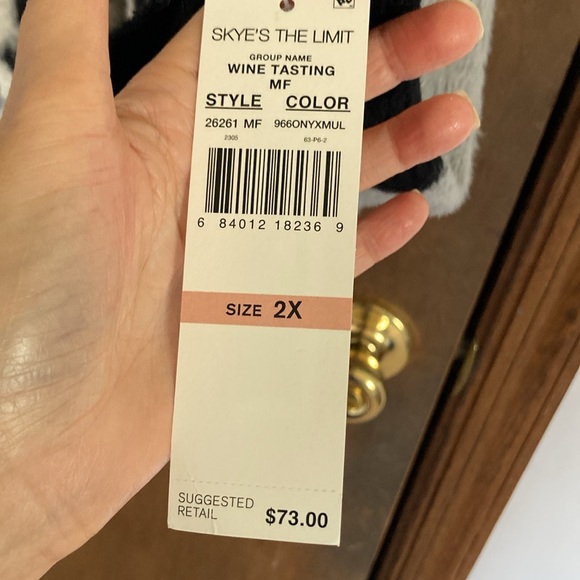 SKYE'S THE LIMIT
GROUP NAME
WINE TASTING
MF
STYLE COLOR
26261 MF 966ONYXMUL
2305 63-P6-2
6 84012 18236 9
SIZE 2X
SUGGESTED
RETAIL $73.00